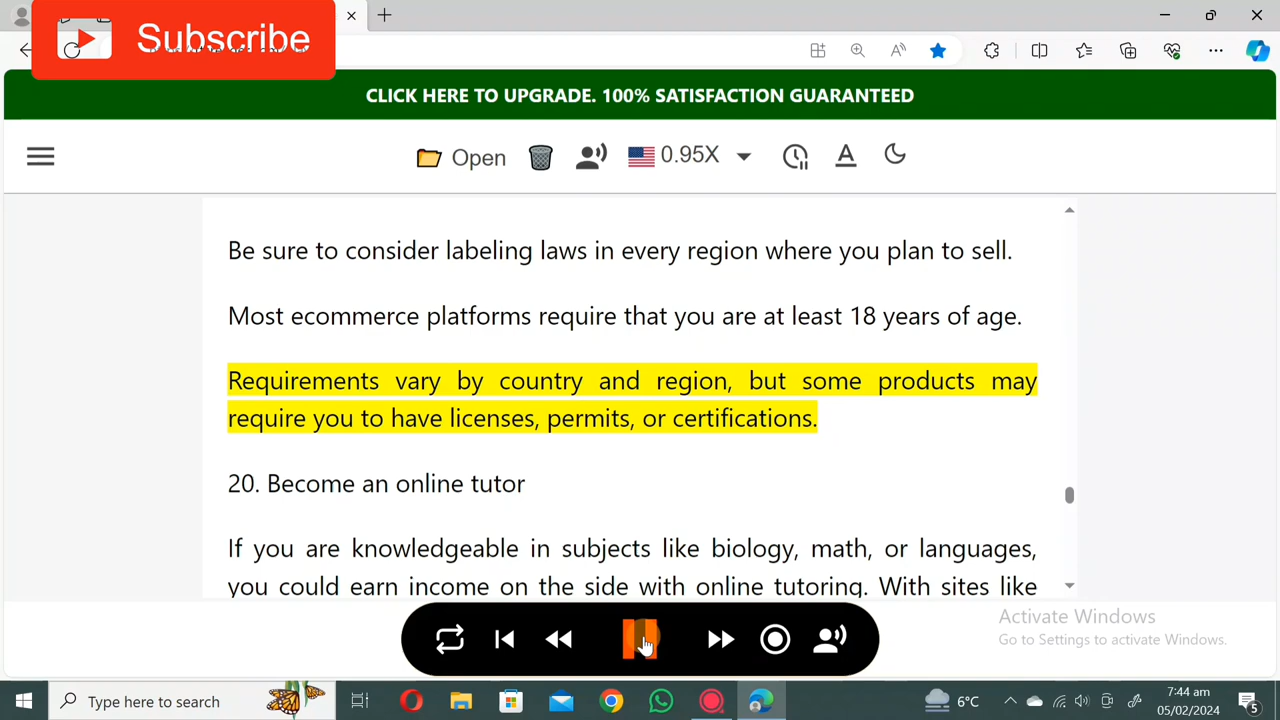 Subscribe
CLICK HERE TO UPGRADE. 100% SATISFACTION GUARANTEED
Open
0.95X
A
Be sure to consider labeling laws in every region where you plan to sell.
Most ecommerce platforms require that you are at least 18 years of age.
Requirements vary by country and region, but some products may
require you to have licenses, permits, or certifications.
20. Become an online tutor
If you are knowledgeable in subjects like biology, math, or languages,
you could earn income on the side with online tutoring. With sites like
Activate Windows
Go to Settings to activate Windows.
Type here to search
6°C
7:44 am
05/02/2024
5